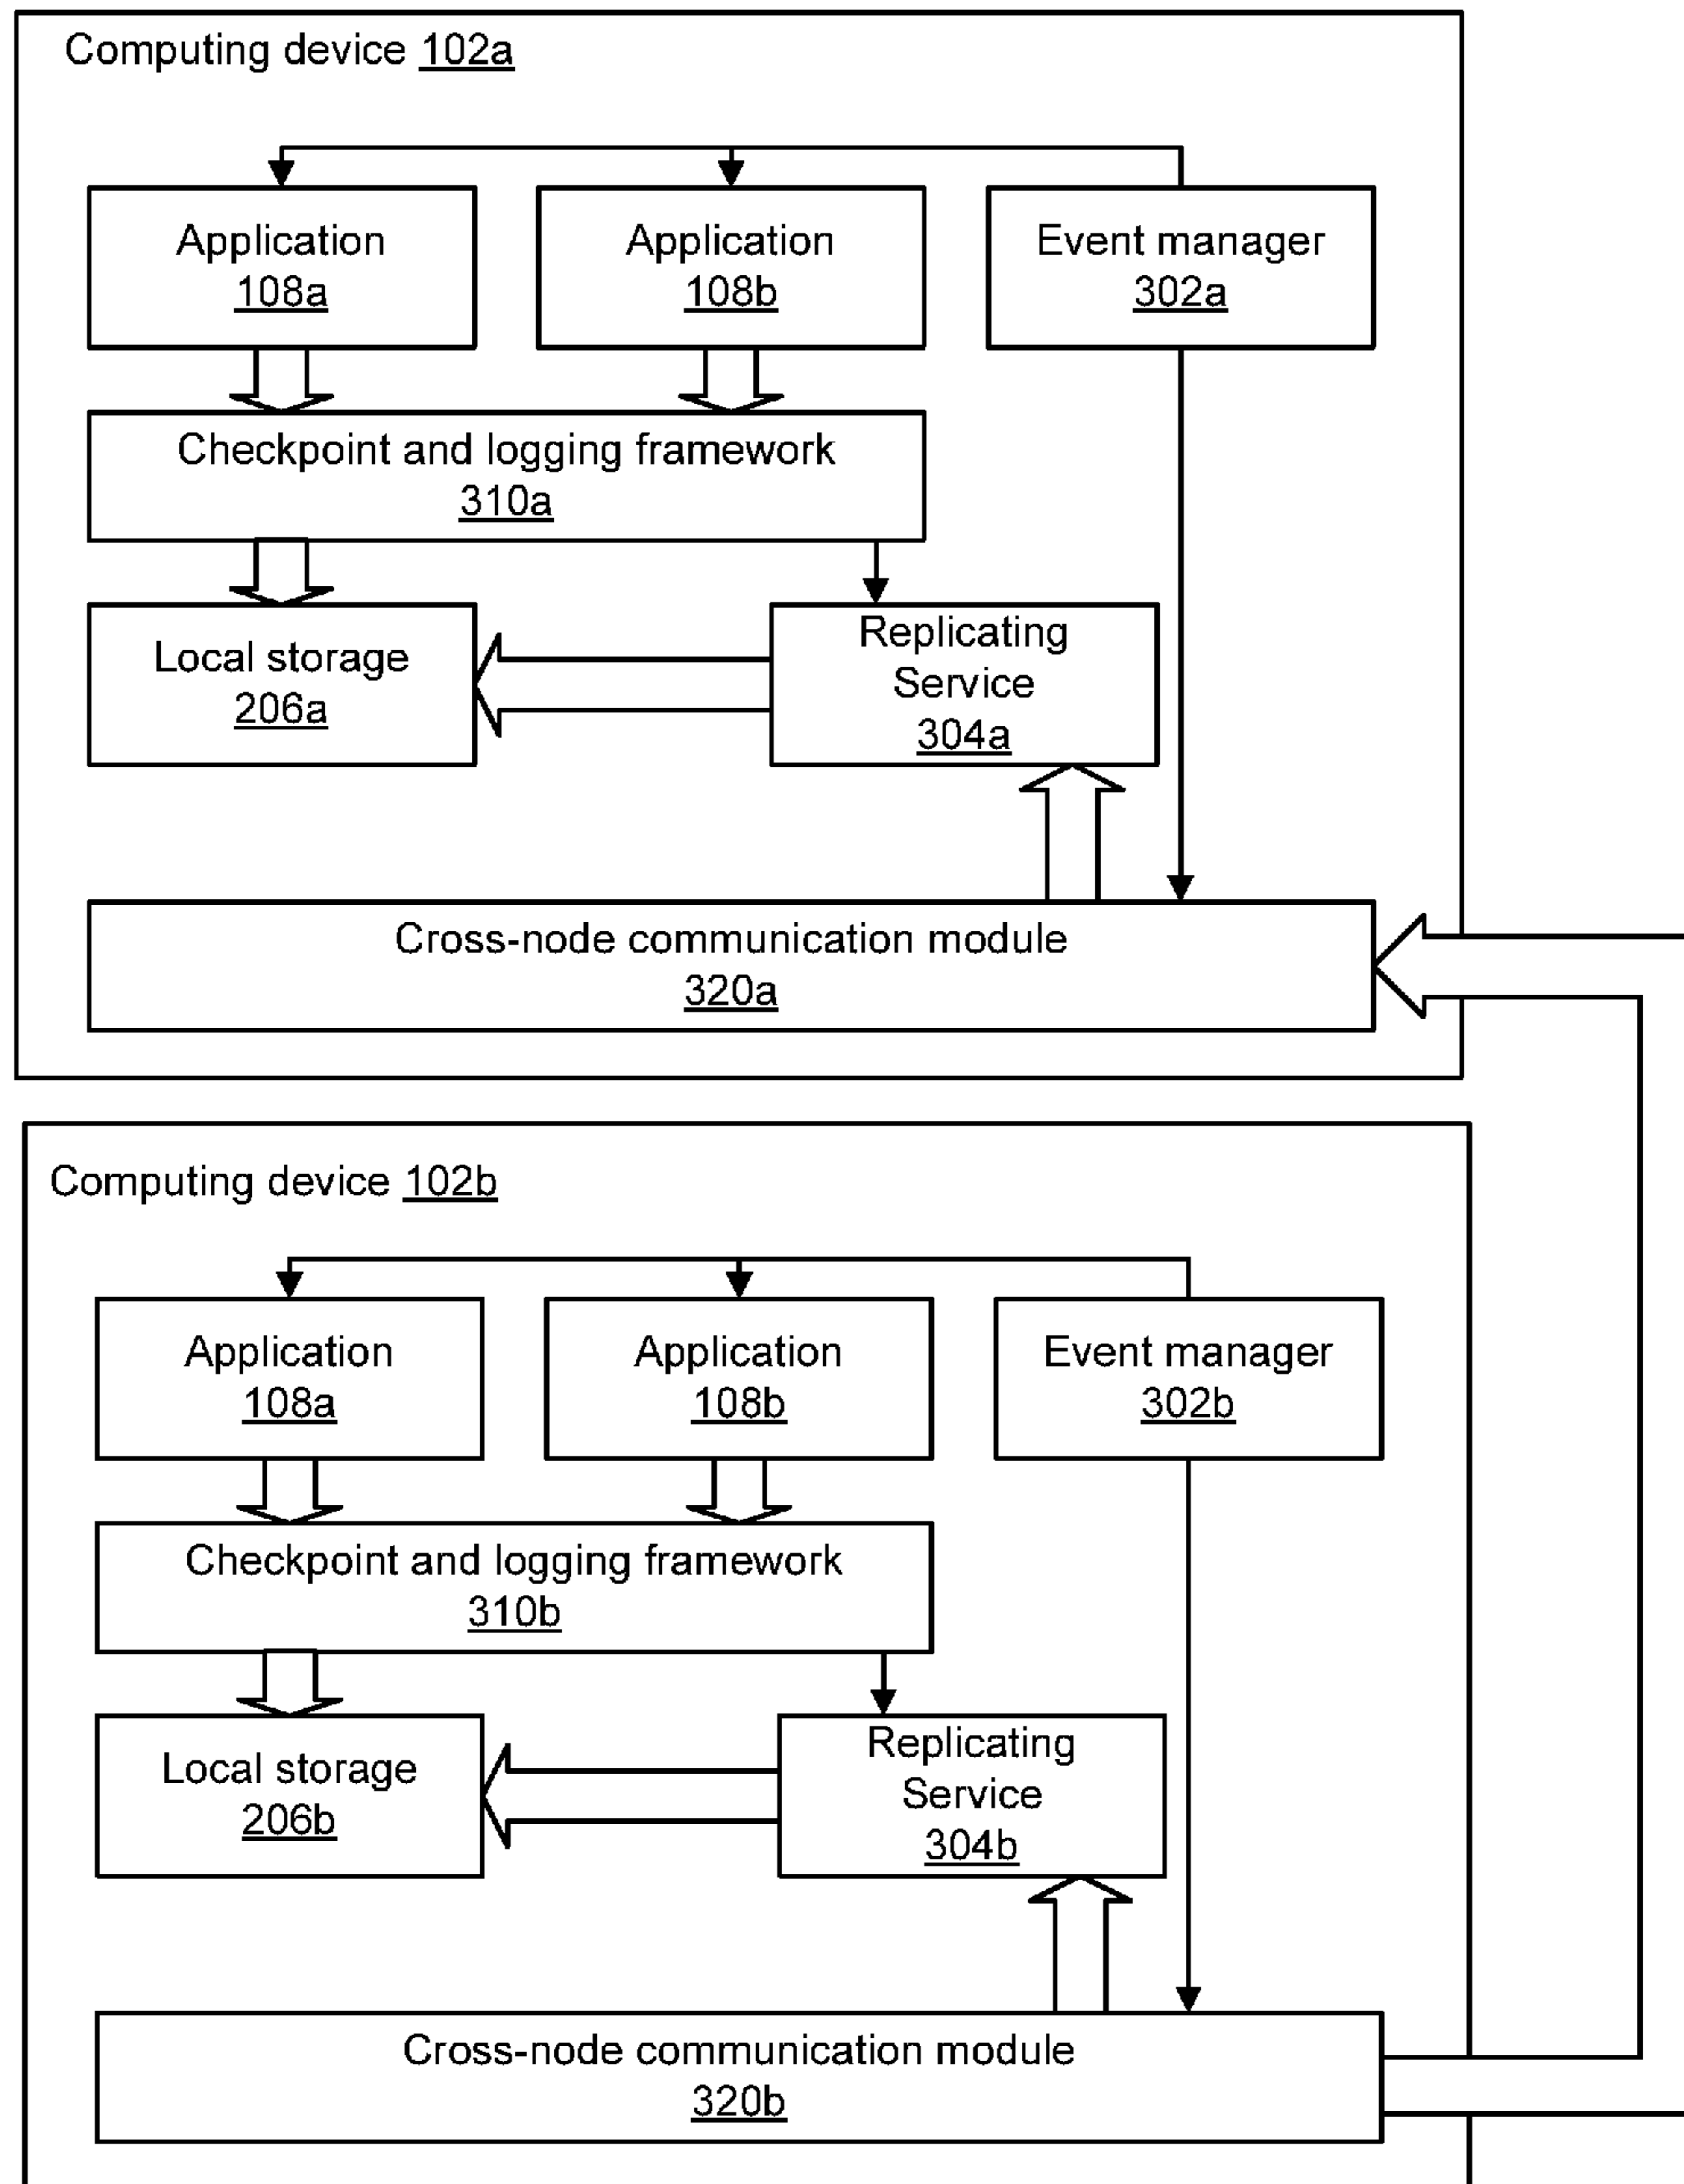 Computing device 102a
Application
108a
Application
108b
Event manager
302a
Checkpoint and logging framework
310a
Local storage
206a
Replicating
Service
304a
Cross-node communication module
320a
Computing device 102b
Application
108a
Application
108b
Event manager
302b
Checkpoint and logging framework
310b
Local storage
206b
Replicating
Service
304b
Cross-node communication module
320b